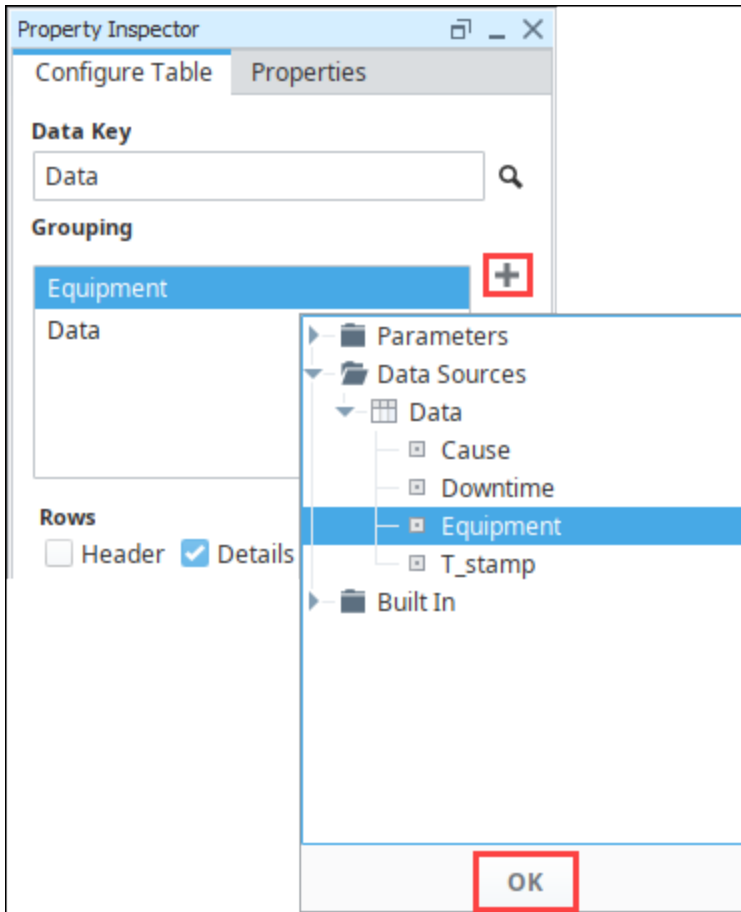 Property Inspector
Configure Table Properties
Data Key
Data
Grouping
Equipment
Data
Parameters
Data Sources
Data
Cause
Downtime
Equipment
T_stamp
Built In
Rows
Header Details
OK